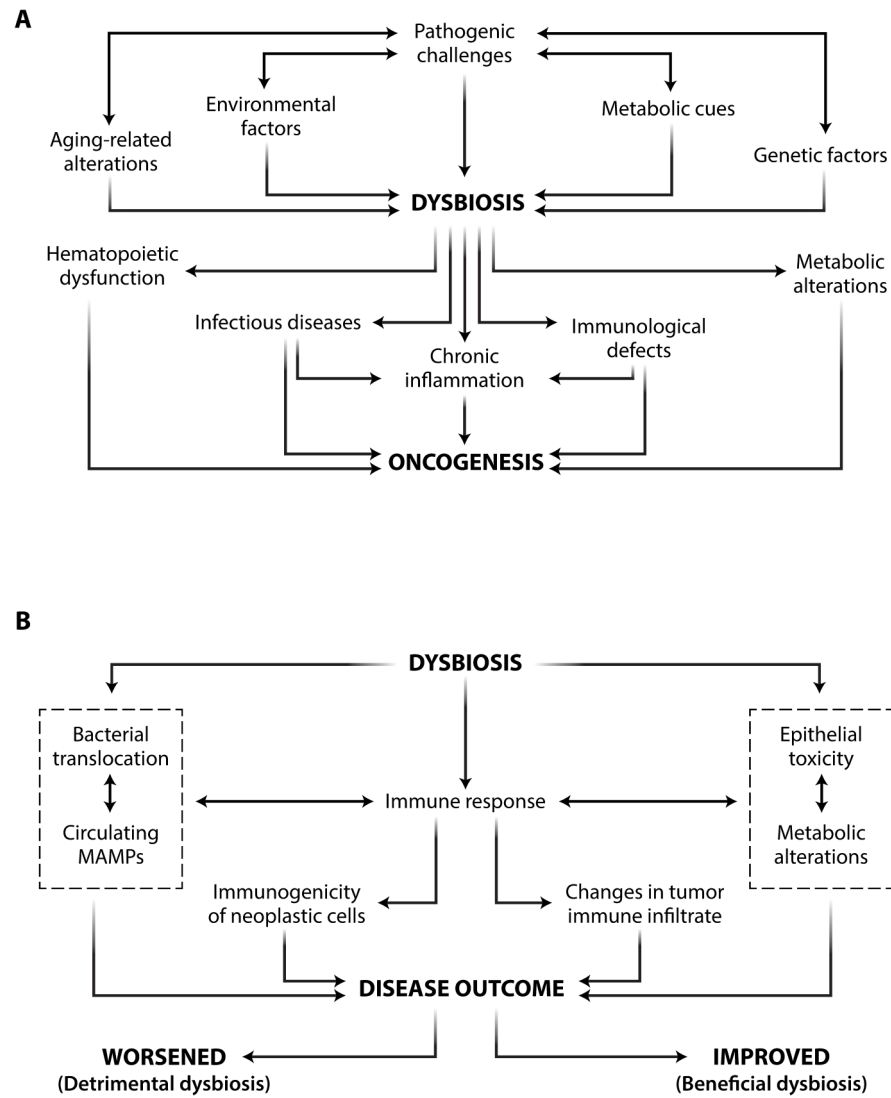 A
Pathogenic
challenges
Environmental
factors
Metabolic cues
Aging-related
alterations
Genetic factors
DYSBIOSIS
Hematopoietic
dysfunction
Metabolic
alterations
Infectious diseases
Immunological
defects
Chronic
inflammation
ONCOGENESIS
B
DYSBIOSIS
Bacterial
translocation
Circulating
MAMPs
Immune response
Epithelial
toxicity
Metabolic
alterations
Immunogenicity
of neoplastic cells
Changes in tumor
immune infiltrate
DISEASE OUTCOME
WORSENED
(Detrimental dysbiosis)
IMPROVED
(Beneficial dysbiosis)